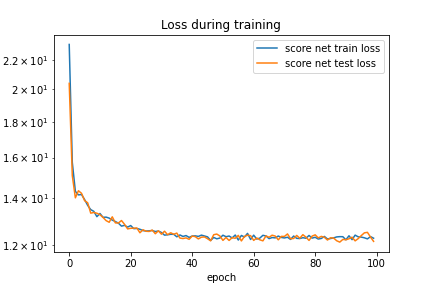 Loss during training
score net train loss
score net test loss
2.2 × 10¹
2 × 10¹
1.8 × 10¹
1.6 × 10¹
1.4 × 10¹
1.2 × 10¹
0 20 40 60 80 100
epoch